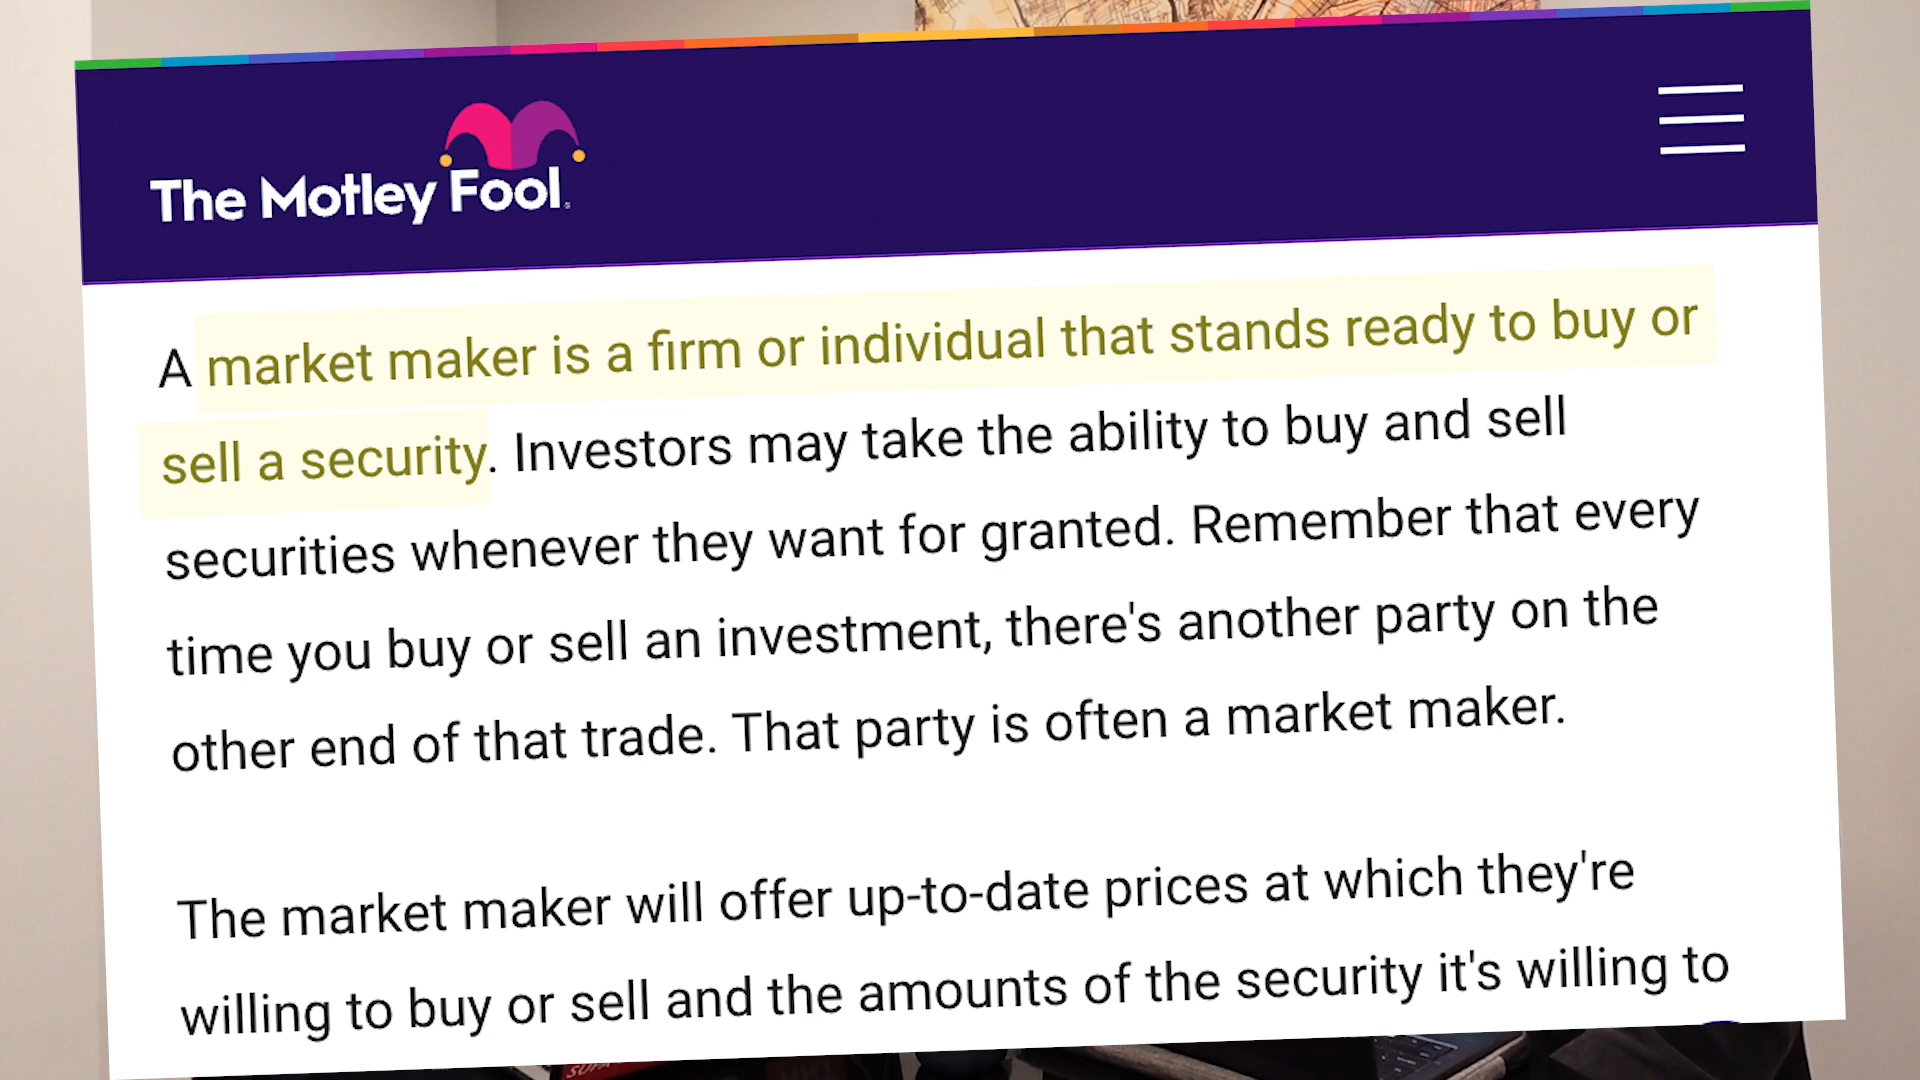 The Motley Fool
A market maker is a firm or individual that stands ready to buy or
sell a security. Investors may take the ability to buy and sell
securities whenever they want for granted. Remember that every
time you buy or sell an investment, there's another party on the
other end of that trade. That party is often a market maker.
The market maker will offer up-to-date prices at which they're
willing to buy or sell and the amounts of the security it's willing to